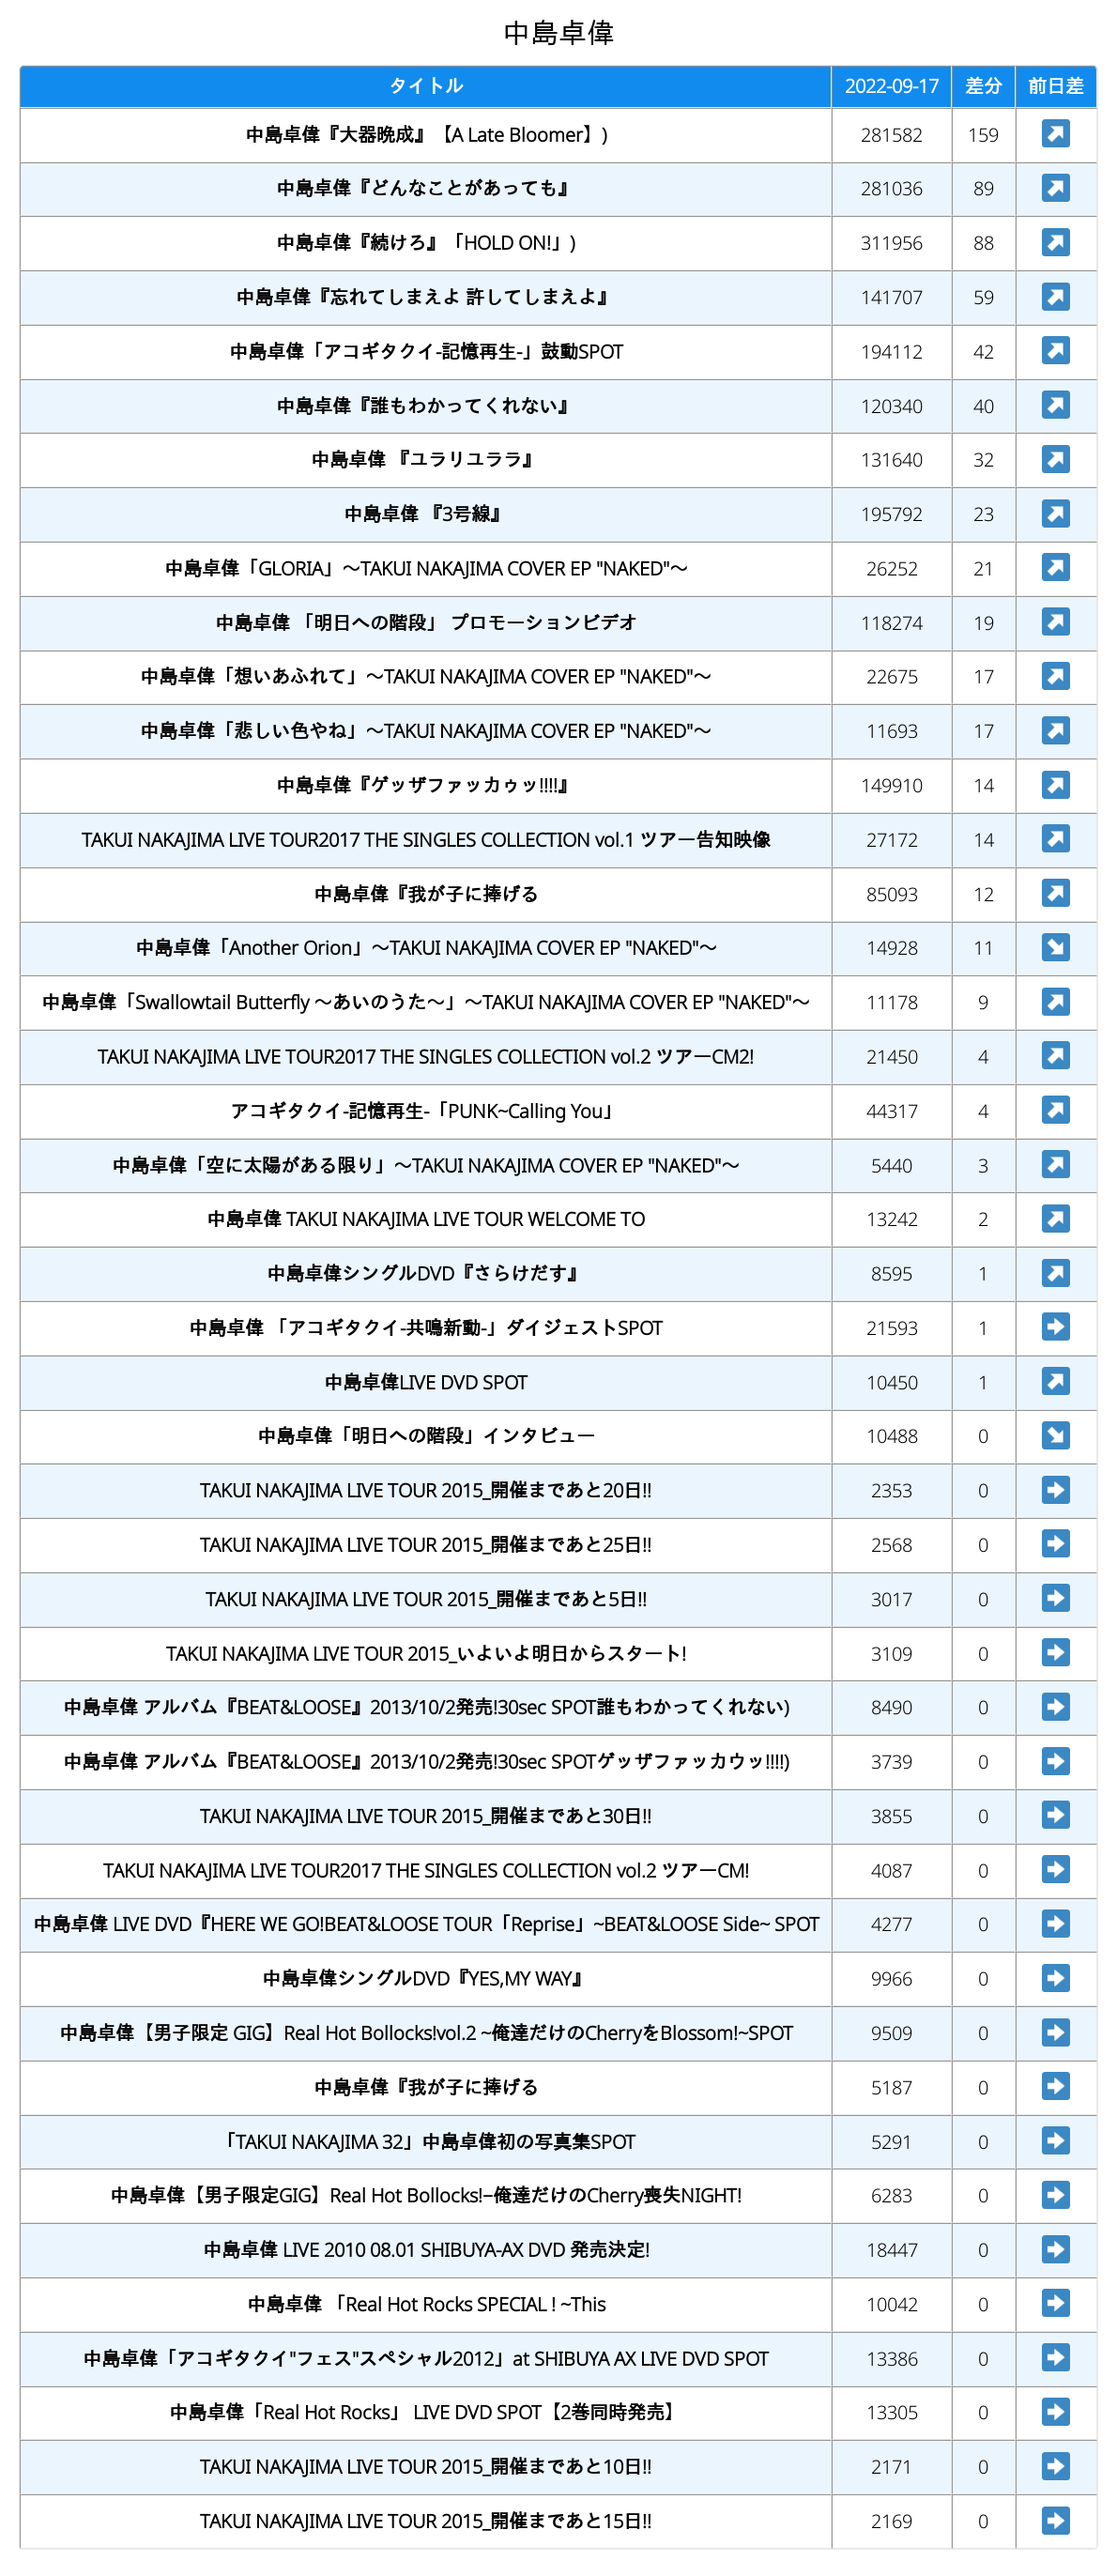 中島卓偉
タイトル 2022-09-17 差分 前日差
中島卓偉『大器晩成』【A Late Bloomer】) 281582 159 ↗
中島卓偉『どんなことがあっても』 281036 89 ↗
中島卓偉『続けろ』「HOLD ON!」) 311956 88 ↗
中島卓偉『忘れてしまえよ 許してしまえよ』 141707 59 ↗
中島卓偉「アコギタクイ-記憶再生-」鼓動SPOT 194112 42 ↗
中島卓偉『誰もわかってくれない』 120340 40 ↗
中島卓偉 『ユラリユララ』 131640 32 ↗
中島卓偉 『3号線』 195792 23 ↗
中島卓偉「GLORIA」〜TAKUI NAKAJIMA COVER EP "NAKED"〜 26252 21 ↗
中島卓偉 「明日への階段」 プロモーションビデオ 118274 19 ↗
中島卓偉「想いあふれて」〜TAKUI NAKAJIMA COVER EP "NAKED"〜 22675 17 ↗
中島卓偉「悲しい色やね」〜TAKUI NAKAJIMA COVER EP "NAKED"〜 11693 17 ↗
中島卓偉『ゲッザファッカゥッ!!!!』 149910 14 ↗
TAKUI NAKAJIMA LIVE TOUR2017 THE SINGLES COLLECTION vol.1 ツアー告知映像 27172 14 ↗
中島卓偉『我が子に捧げる 85093 12 ↗
中島卓偉「Another Orion」〜TAKUI NAKAJIMA COVER EP "NAKED"〜 14928 11 ↘
中島卓偉「Swallowtail Butterfly 〜あいのうた〜」〜TAKUI NAKAJIMA COVER EP "NAKED"〜 11178 9 ↗
TAKUI NAKAJIMA LIVE TOUR2017 THE SINGLES COLLECTION vol.2 ツアーCM2! 21450 4 ↗
アコギタクイ-記憶再生-「PUNK~Calling You」 44317 4 ↗
中島卓偉「空に太陽がある限り」〜TAKUI NAKAJIMA COVER EP "NAKED"〜 5440 3 ↗
中島卓偉 TAKUI NAKAJIMA LIVE TOUR WELCOME TO 13242 2 ↗
中島卓偉シングルDVD『さらけだす』 8595 1 ↗
中島卓偉 「アコギタクイ-共鳴新動-」ダイジェストSPOT 21593 1 ➡
中島卓偉LIVE DVD SPOT 10450 1 ↗
中島卓偉「明日への階段」インタビュー 10488 0 ↘
TAKUI NAKAJIMA LIVE TOUR 2015_開催まであと20日!! 2353 0 ➡
TAKUI NAKAJIMA LIVE TOUR 2015_開催まであと25日!! 2568 0 ➡
TAKUI NAKAJIMA LIVE TOUR 2015_開催まであと5日!! 3017 0 ➡
TAKUI NAKAJIMA LIVE TOUR 2015_いよいよ明日からスタート! 3109 0 ➡
中島卓偉 アルバム『BEAT&LOOSE』2013/10/2発売!30sec SPOT誰もわかってくれない) 8490 0 ➡
中島卓偉 アルバム『BEAT&LOOSE』2013/10/2発売!30sec SPOTゲッザファッカウッ!!!!) 3739 0 ➡
TAKUI NAKAJIMA LIVE TOUR 2015_開催まであと30日!! 3855 0 ➡
TAKUI NAKAJIMA LIVE TOUR2017 THE SINGLES COLLECTION vol.2 ツアーCM! 4087 0 ➡
中島卓偉 LIVE DVD『HERE WE GO!BEAT&LOOSE TOUR「Reprise」~BEAT&LOOSE Side~ SPOT 4277 0 ➡
中島卓偉シングルDVD『YES,MY WAY』 9966 0 ➡
中島卓偉【男子限定 GIG】Real Hot Bollocks!vol.2 ~俺達だけのCherryをBlossom!~SPOT 9509 0 ➡
中島卓偉『我が子に捧げる 5187 0 ➡
「TAKUI NAKAJIMA 32」中島卓偉初の写真集SPOT 5291 0 ➡
中島卓偉【男子限定GIG】Real Hot Bollocks!−俺達だけのCherry喪失NIGHT! 6283 0 ➡
中島卓偉 LIVE 2010 08.01 SHIBUYA-AX DVD 発売決定! 18447 0 ➡
中島卓偉 「Real Hot Rocks SPECIAL ! ~This 10042 0 ➡
中島卓偉「アコギタクイ"フェス"スペシャル2012」at SHIBUYA AX LIVE DVD SPOT 13386 0 ➡
中島卓偉「Real Hot Rocks」 LIVE DVD SPOT【2巻同時発売】 13305 0 ➡
TAKUI NAKAJIMA LIVE TOUR 2015_開催まであと10日!! 2171 0 ➡
TAKUI NAKAJIMA LIVE TOUR 2015_開催まであと15日!! 2169 0 ➡